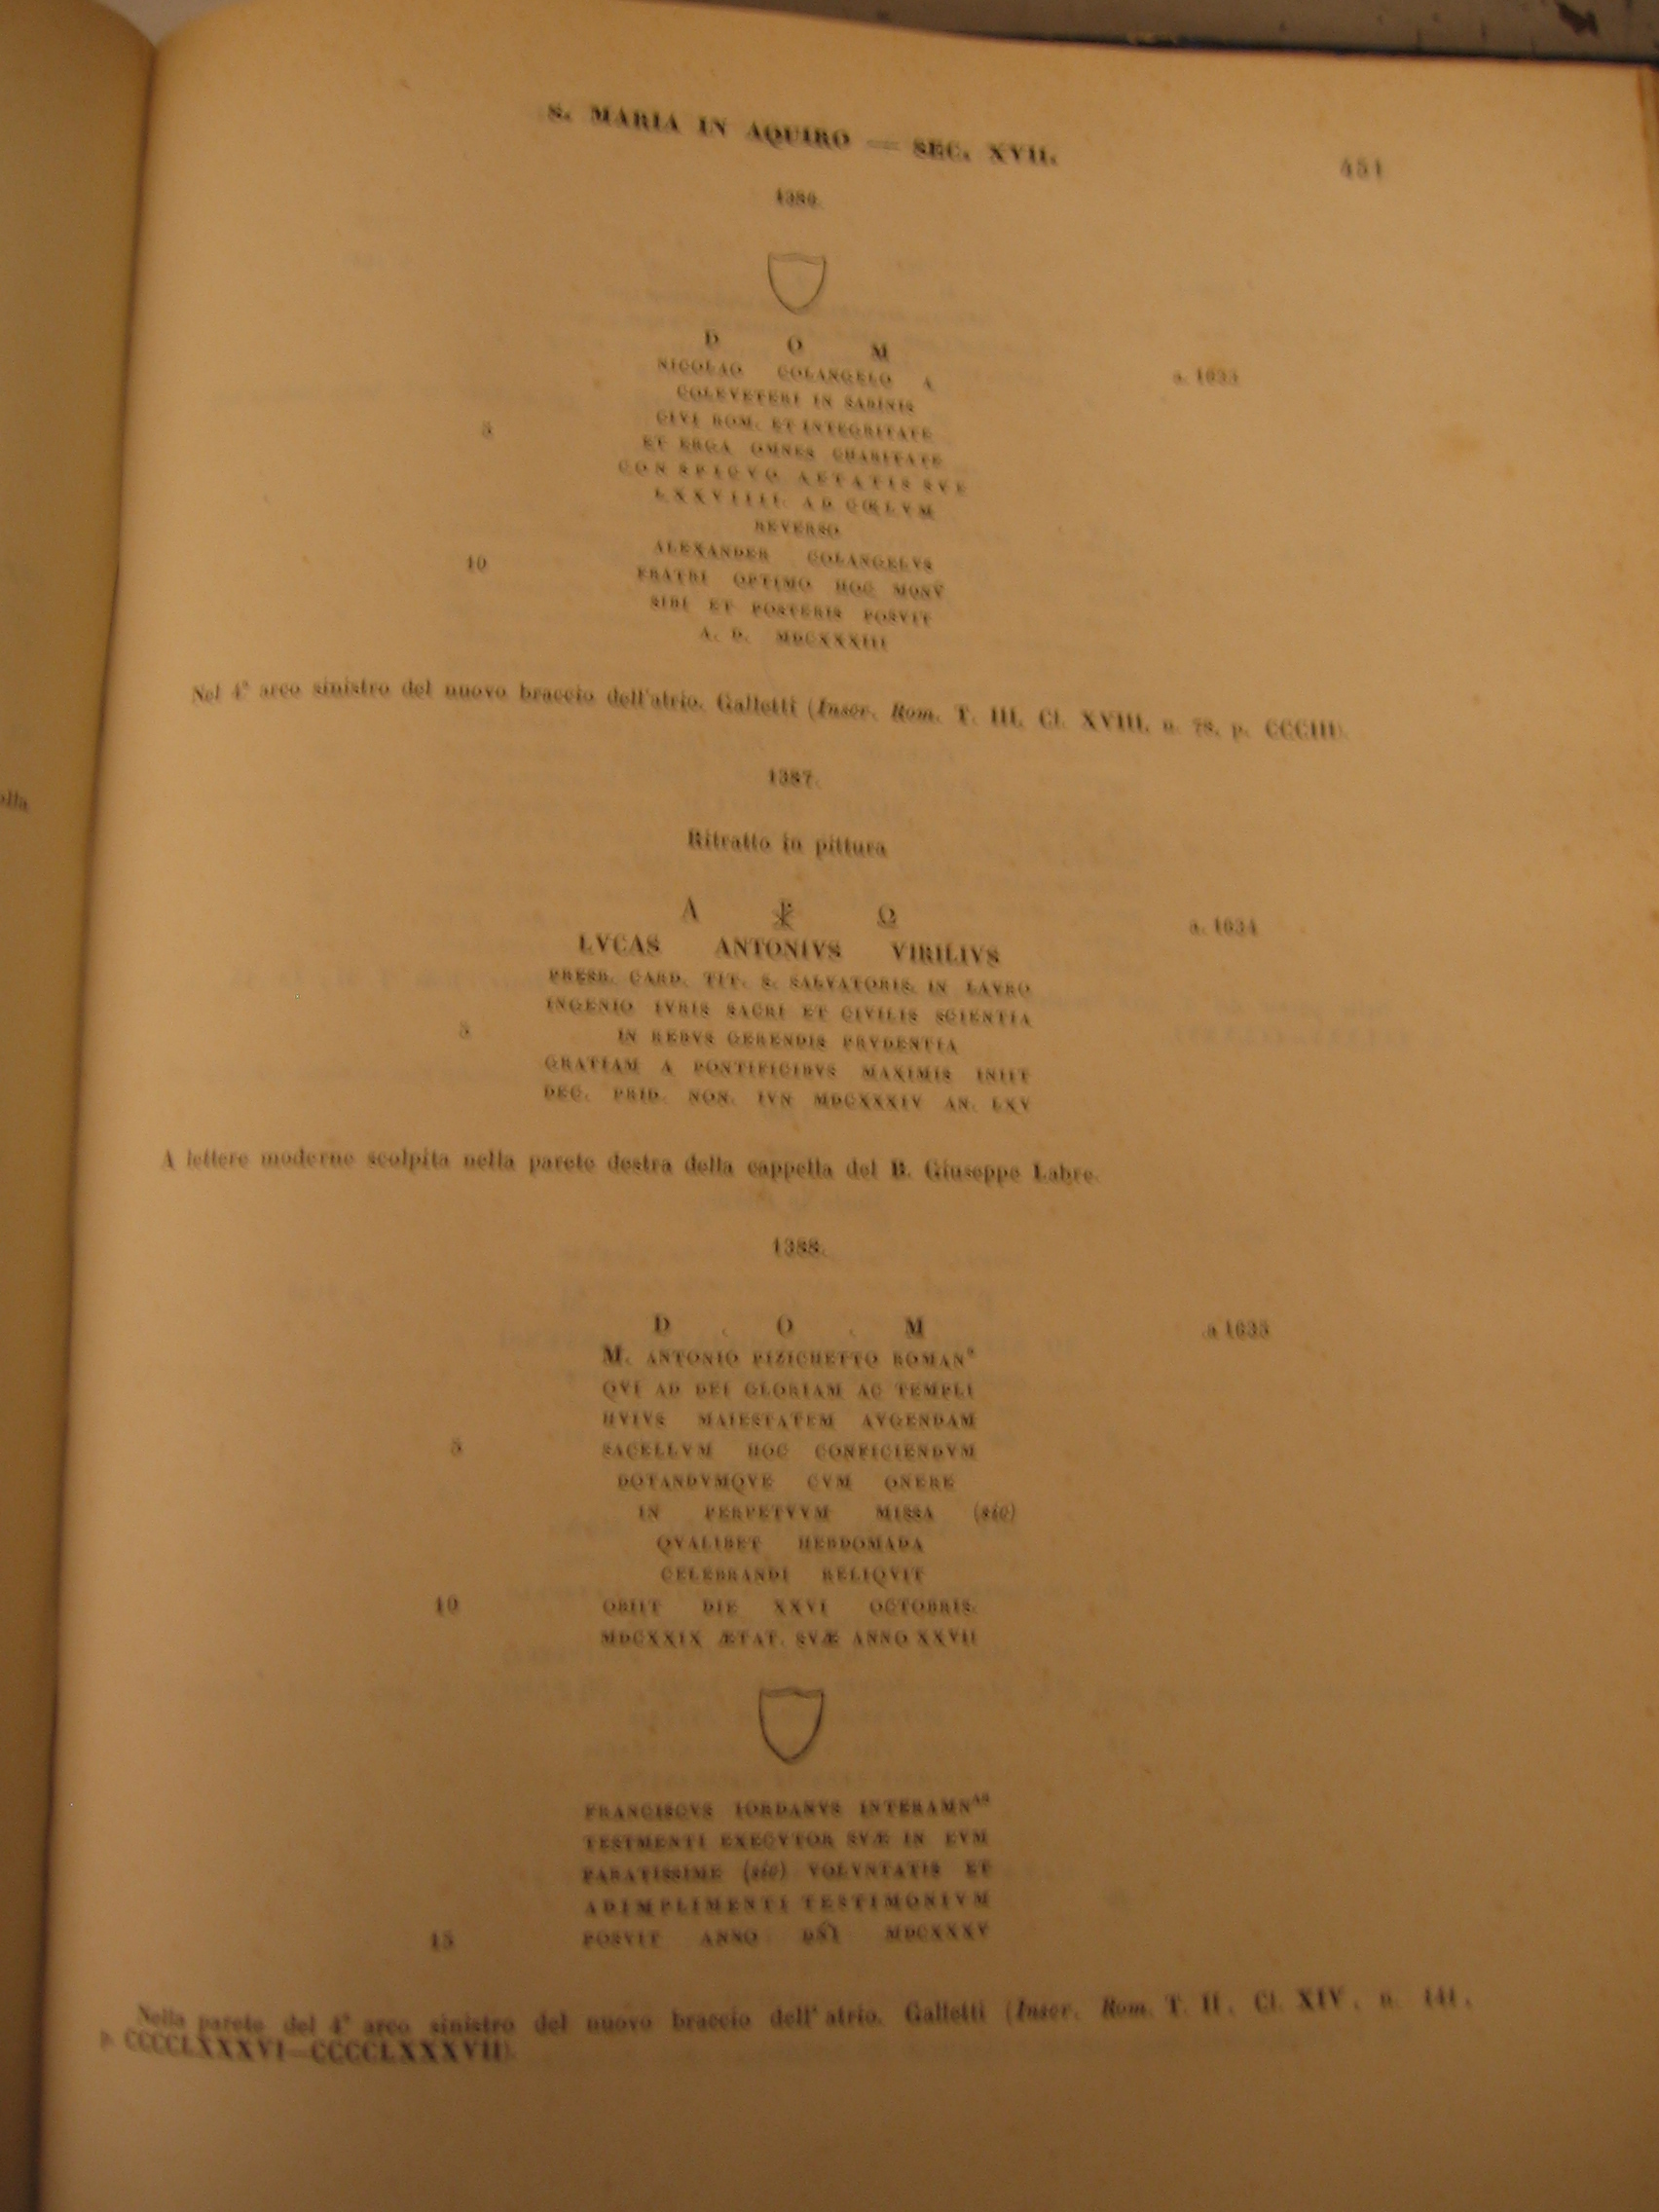 S. MARIA IN AQUIRO — SEC. XVII.
451
1386.
D O M
NICOLAO COLANGELO A
a. 1633
COLEVETERI IN SABINIS
CIVI ROM. ET INTEGRITATE
5
ET ERGA OMNES CHARITATE
CONSPICVO AETATIS SVE
LXXVIIII. AD CŒLVM
REVERSO
ALEXANDER COLANGELVS
10
FRATRI OPTIMO HOC MONV
SIBI ET POSTERIS POSVIT
A. D. MDCXXXIII
Nel 4° arco sinistro del nuovo braccio dell'atrio. Galletti (Inscr. Rom. T. III, Cl. XVIII, n. 78, p. CCCIII).
1387.
Ritratto in pittura
Α ☧ Ω
a. 1634
LVCAS ANTONIVS VIRILIVS
PRESB. CARD. TIT. S. SALVATORIS. IN LAVRO
INGENIO IVRIS SACRI ET CIVILIS SCIENTIA
5
IN REBVS GERENDIS PRVDENTIA
GRATIAM A PONTIFICIBVS MAXIMIS INIIT
DEC. PRID. NON. IVN MDCXXXIV AN. LXV
A lettere moderne scolpita nella parete destra della cappella del B. Giuseppe Labre.
1388.
D . O . M
a 1635
M. ANTONIO PIZICHETTO ROMAN°
QVI AD DEI GLORIAM AC TEMPLI
HVIVS MAIESTATEM AVGENDAM
5
SACELLVM HOC CONFICIENDVM
DOTANDVMQVE CVM ONERE
IN PERPETVVM MISSA (sic)
QVALIBET HEBDOMADA
CELEBRANDI RELIQVIT
10
OBIIT DIE XXVI OCTOBRIS.
MDCXXIX ÆTAT. SVÆ ANNO XXVII
FRANCISCVS IORDANVS INTERAMNAS
TESTMENTI EXECVTOR SVÆ IN EVM
PARATISSIME (sic) VOLVNTATIS ET
ADIMPLIMENTI TESTIMONIVM
15
POSVIT ANNO DNI MDCXXXV
Nella parete del 4° arco sinistro del nuovo braccio dell'atrio. Galletti (Inscr. Rom. T. II, Cl. XIV, n. 141,
p. CCCCLXXXVI—CCCCLXXXVII).